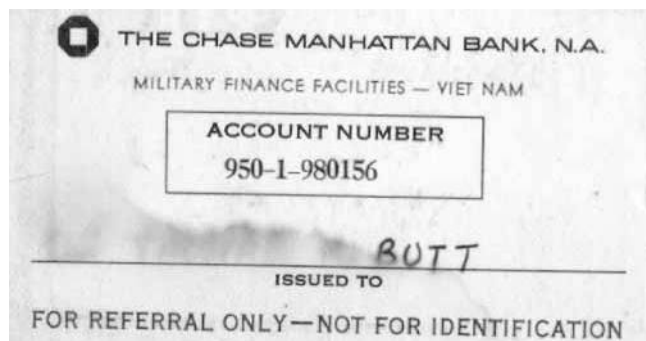 THE CHASE MANHATTAN BANK, N.A.
MILITARY FINANCE FACILITIES — VIET NAM
ACCOUNT NUMBER
950-1-980156
BUTT
ISSUED TO
FOR REFERRAL ONLY—NOT FOR IDENTIFICATION